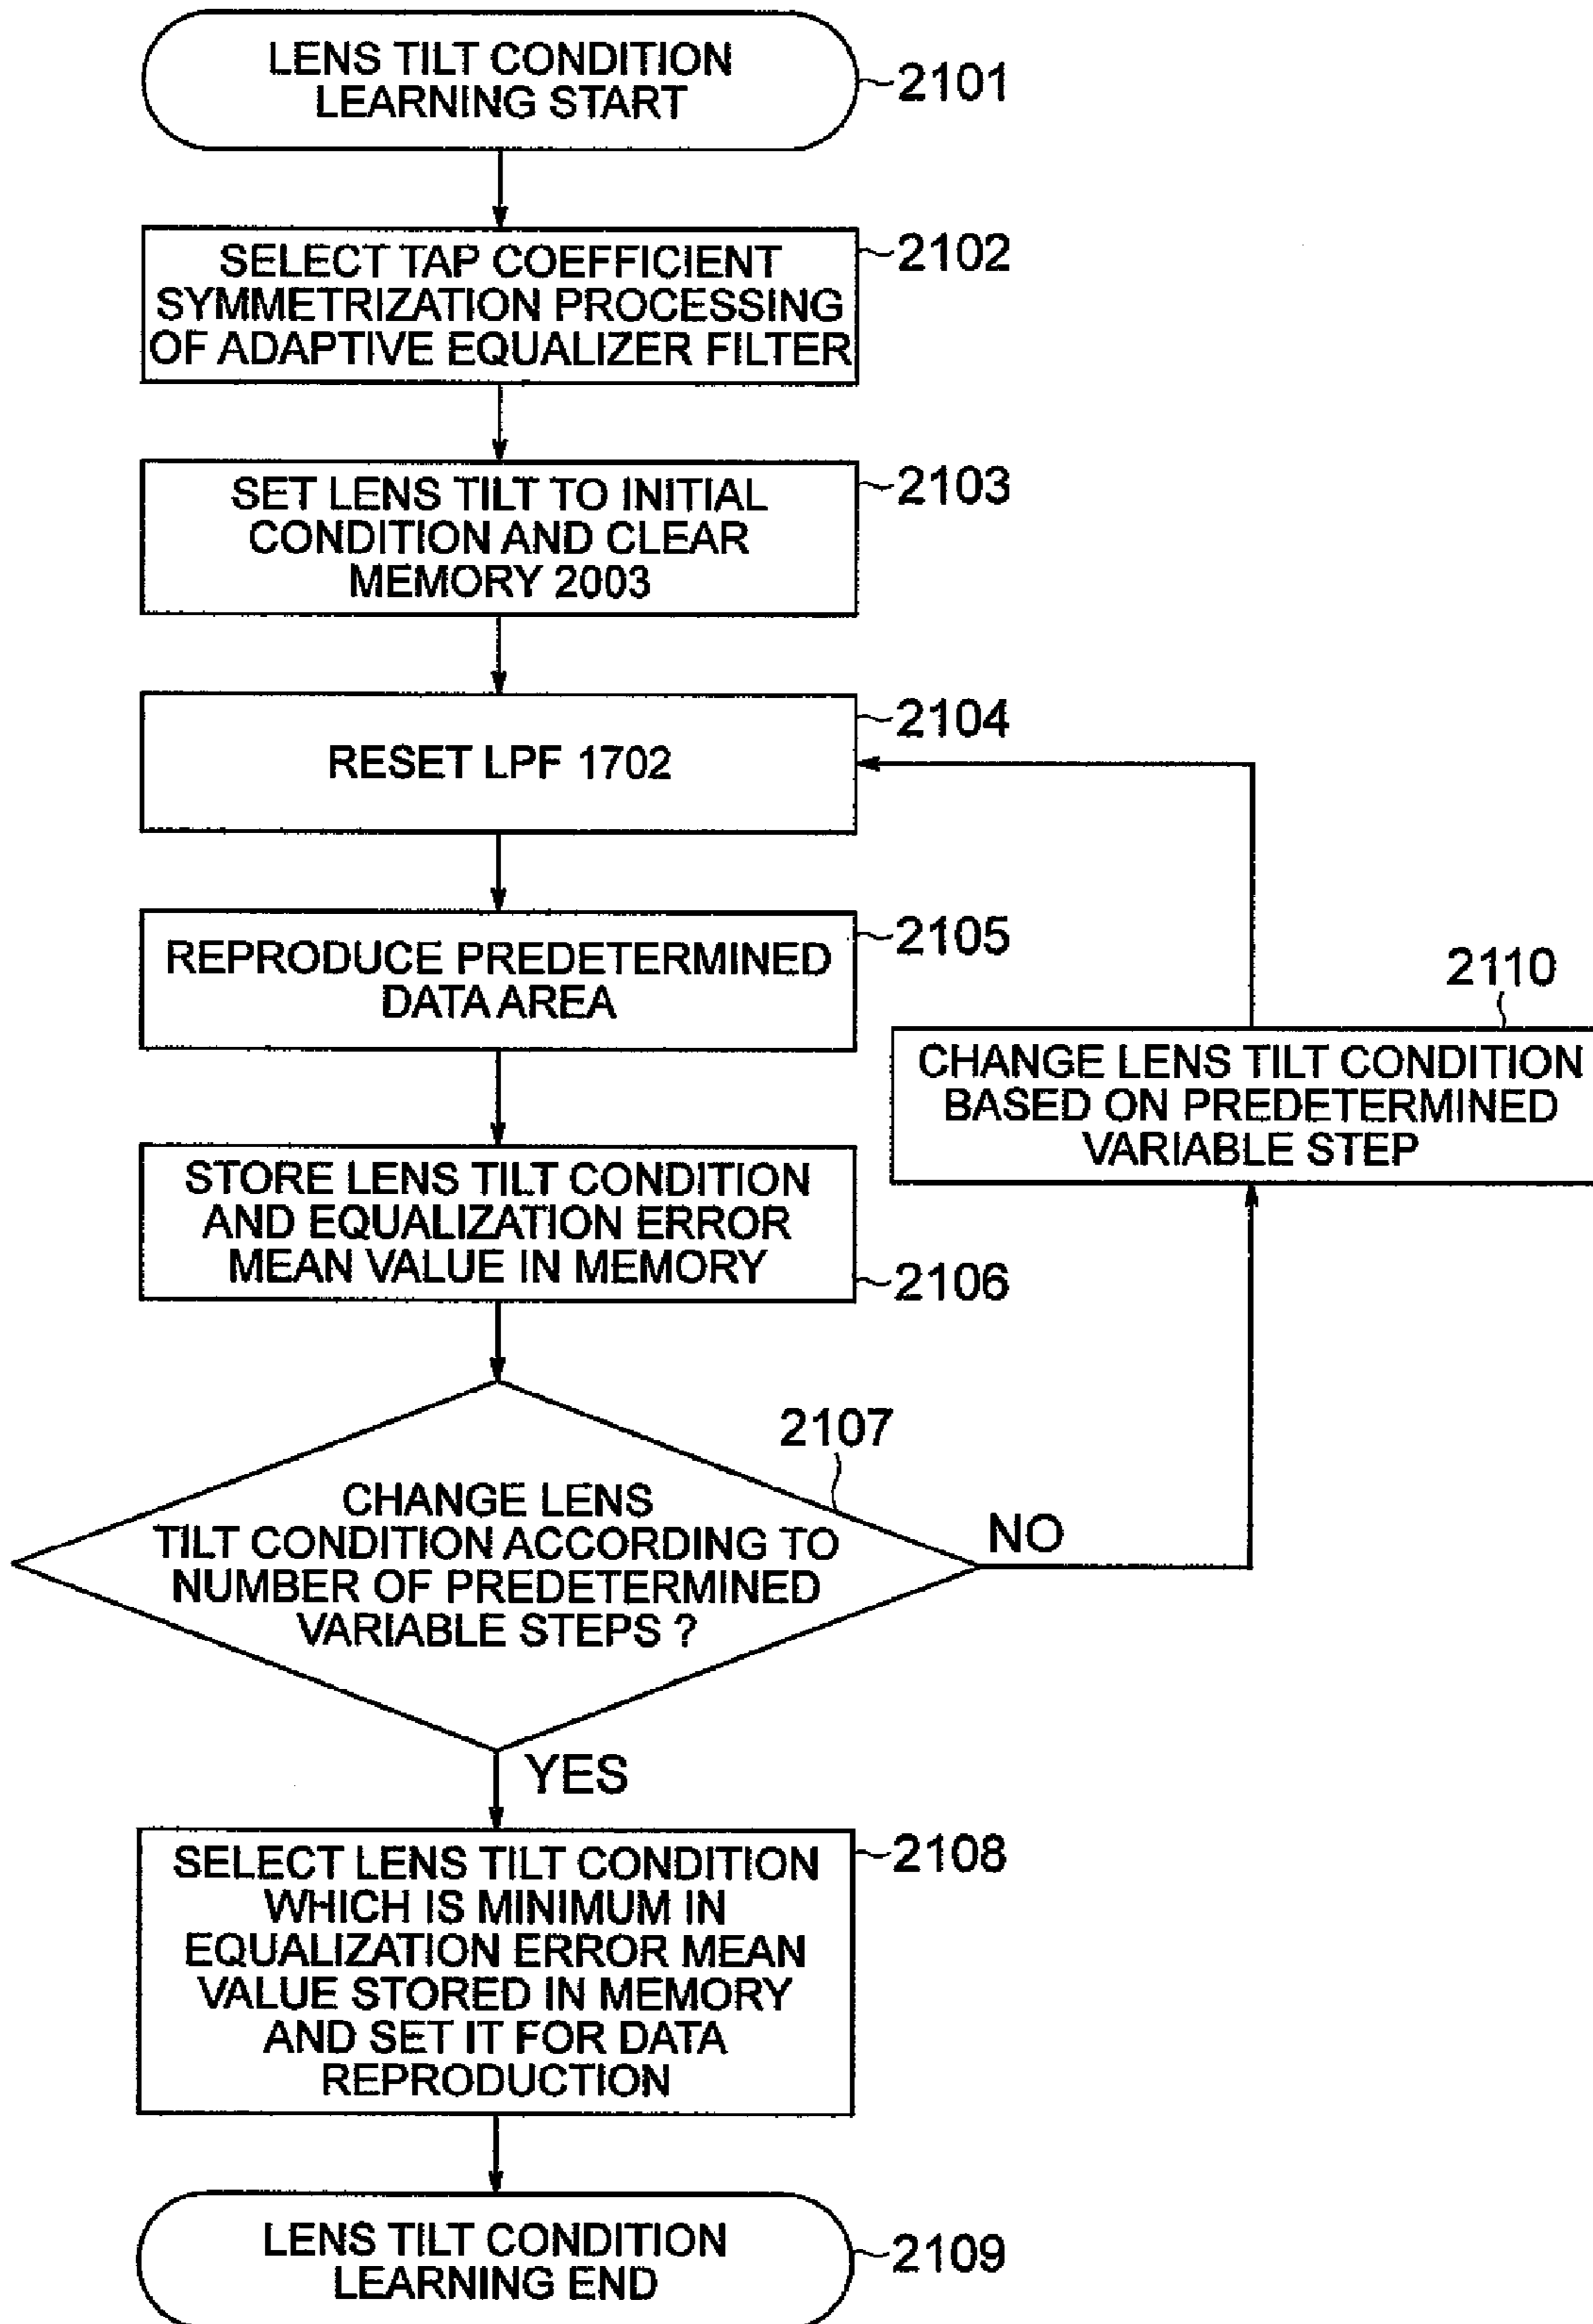 LENS TILT CONDITION
LEARNING START
2101
SELECT TAP COEFFICIENT
SYMMETRIZATION PROCESSING
OF ADAPTIVE EQUALIZER FILTER
2102
SET LENS TILT TO INITIAL
CONDITION AND CLEAR
MEMORY 2003
2103
RESET LPF 1702
2104
REPRODUCE PREDETERMINED
DATA AREA
2105
STORE LENS TILT CONDITION
AND EQUALIZATION ERROR
MEAN VALUE IN MEMORY
2106
CHANGE LENS
TILT CONDITION ACCORDING TO
NUMBER OF PREDETERMINED
VARIABLE STEPS ?
2107
NO
2110
CHANGE LENS TILT CONDITION
BASED ON PREDETERMINED
VARIABLE STEP
YES
SELECT LENS TILT CONDITION
WHICH IS MINIMUM IN
EQUALIZATION ERROR MEAN
VALUE STORED IN MEMORY
AND SET IT FOR DATA
REPRODUCTION
2108
LENS TILT CONDITION
LEARNING END
2109